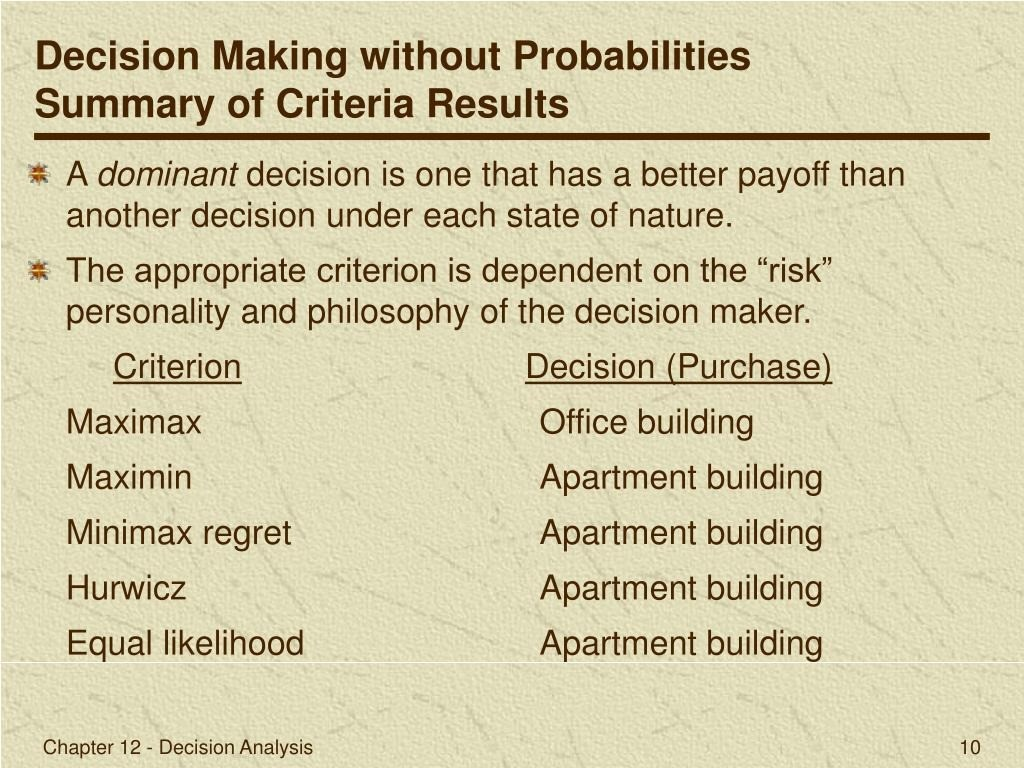 Decision Making without Probabilities
Summary of Criteria Results
A dominant decision is one that has a better payoff than
another decision under each state of nature.
The appropriate criterion is dependent on the “risk”
personality and philosophy of the decision maker.
Criterion Decision (Purchase)
Maximax Office building
Maximin Apartment building
Minimax regret Apartment building
Hurwicz Apartment building
Equal likelihood Apartment building
Chapter 12 - Decision Analysis 10